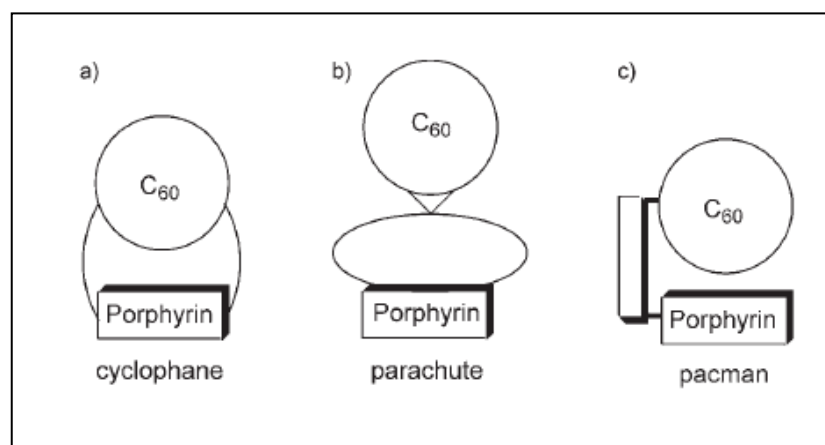 a)
b)
c)
C₆₀
C₆₀
C₆₀
Porphyrin
Porphyrin
Porphyrin
cyclophane
parachute
pacman